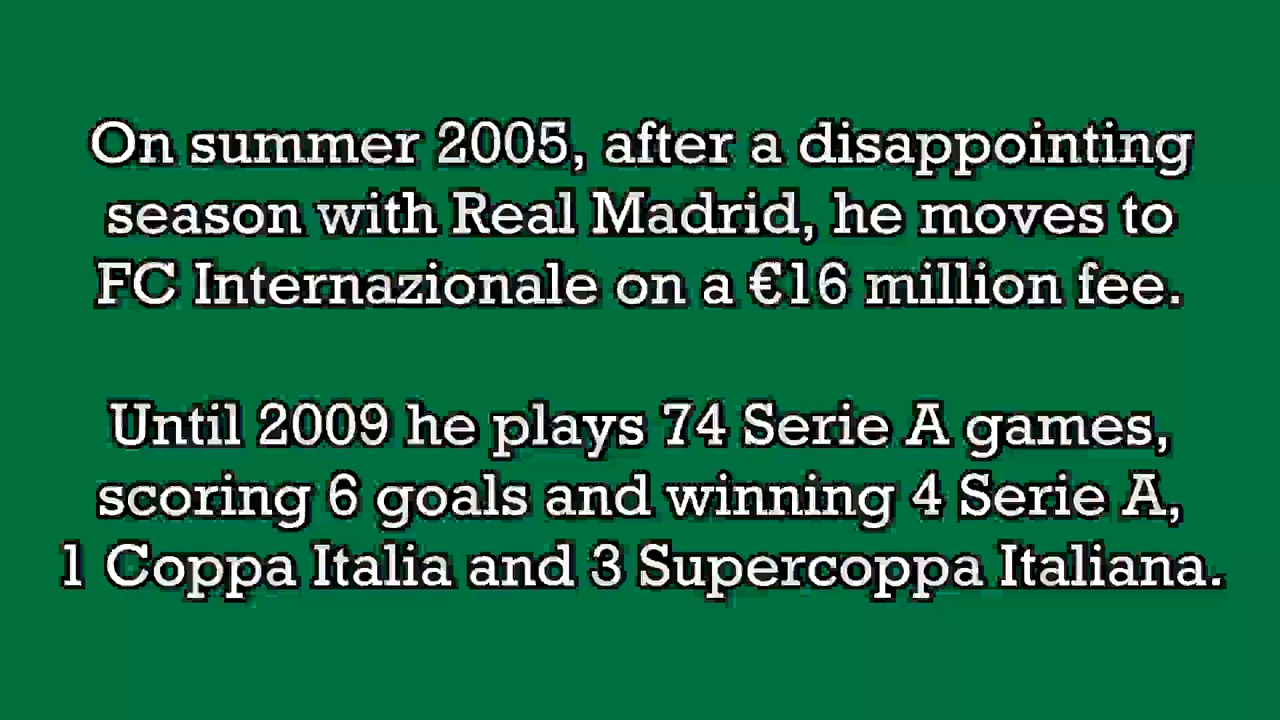 On summer 2005, after a disappointing
season with Real Madrid, he moves to
FC Internazionale on a €16 million fee.
Until 2009 he plays 74 Serie A games,
scoring 6 goals and winning 4 Serie A,
1 Coppa Italia and 3 Supercoppa Italiana.